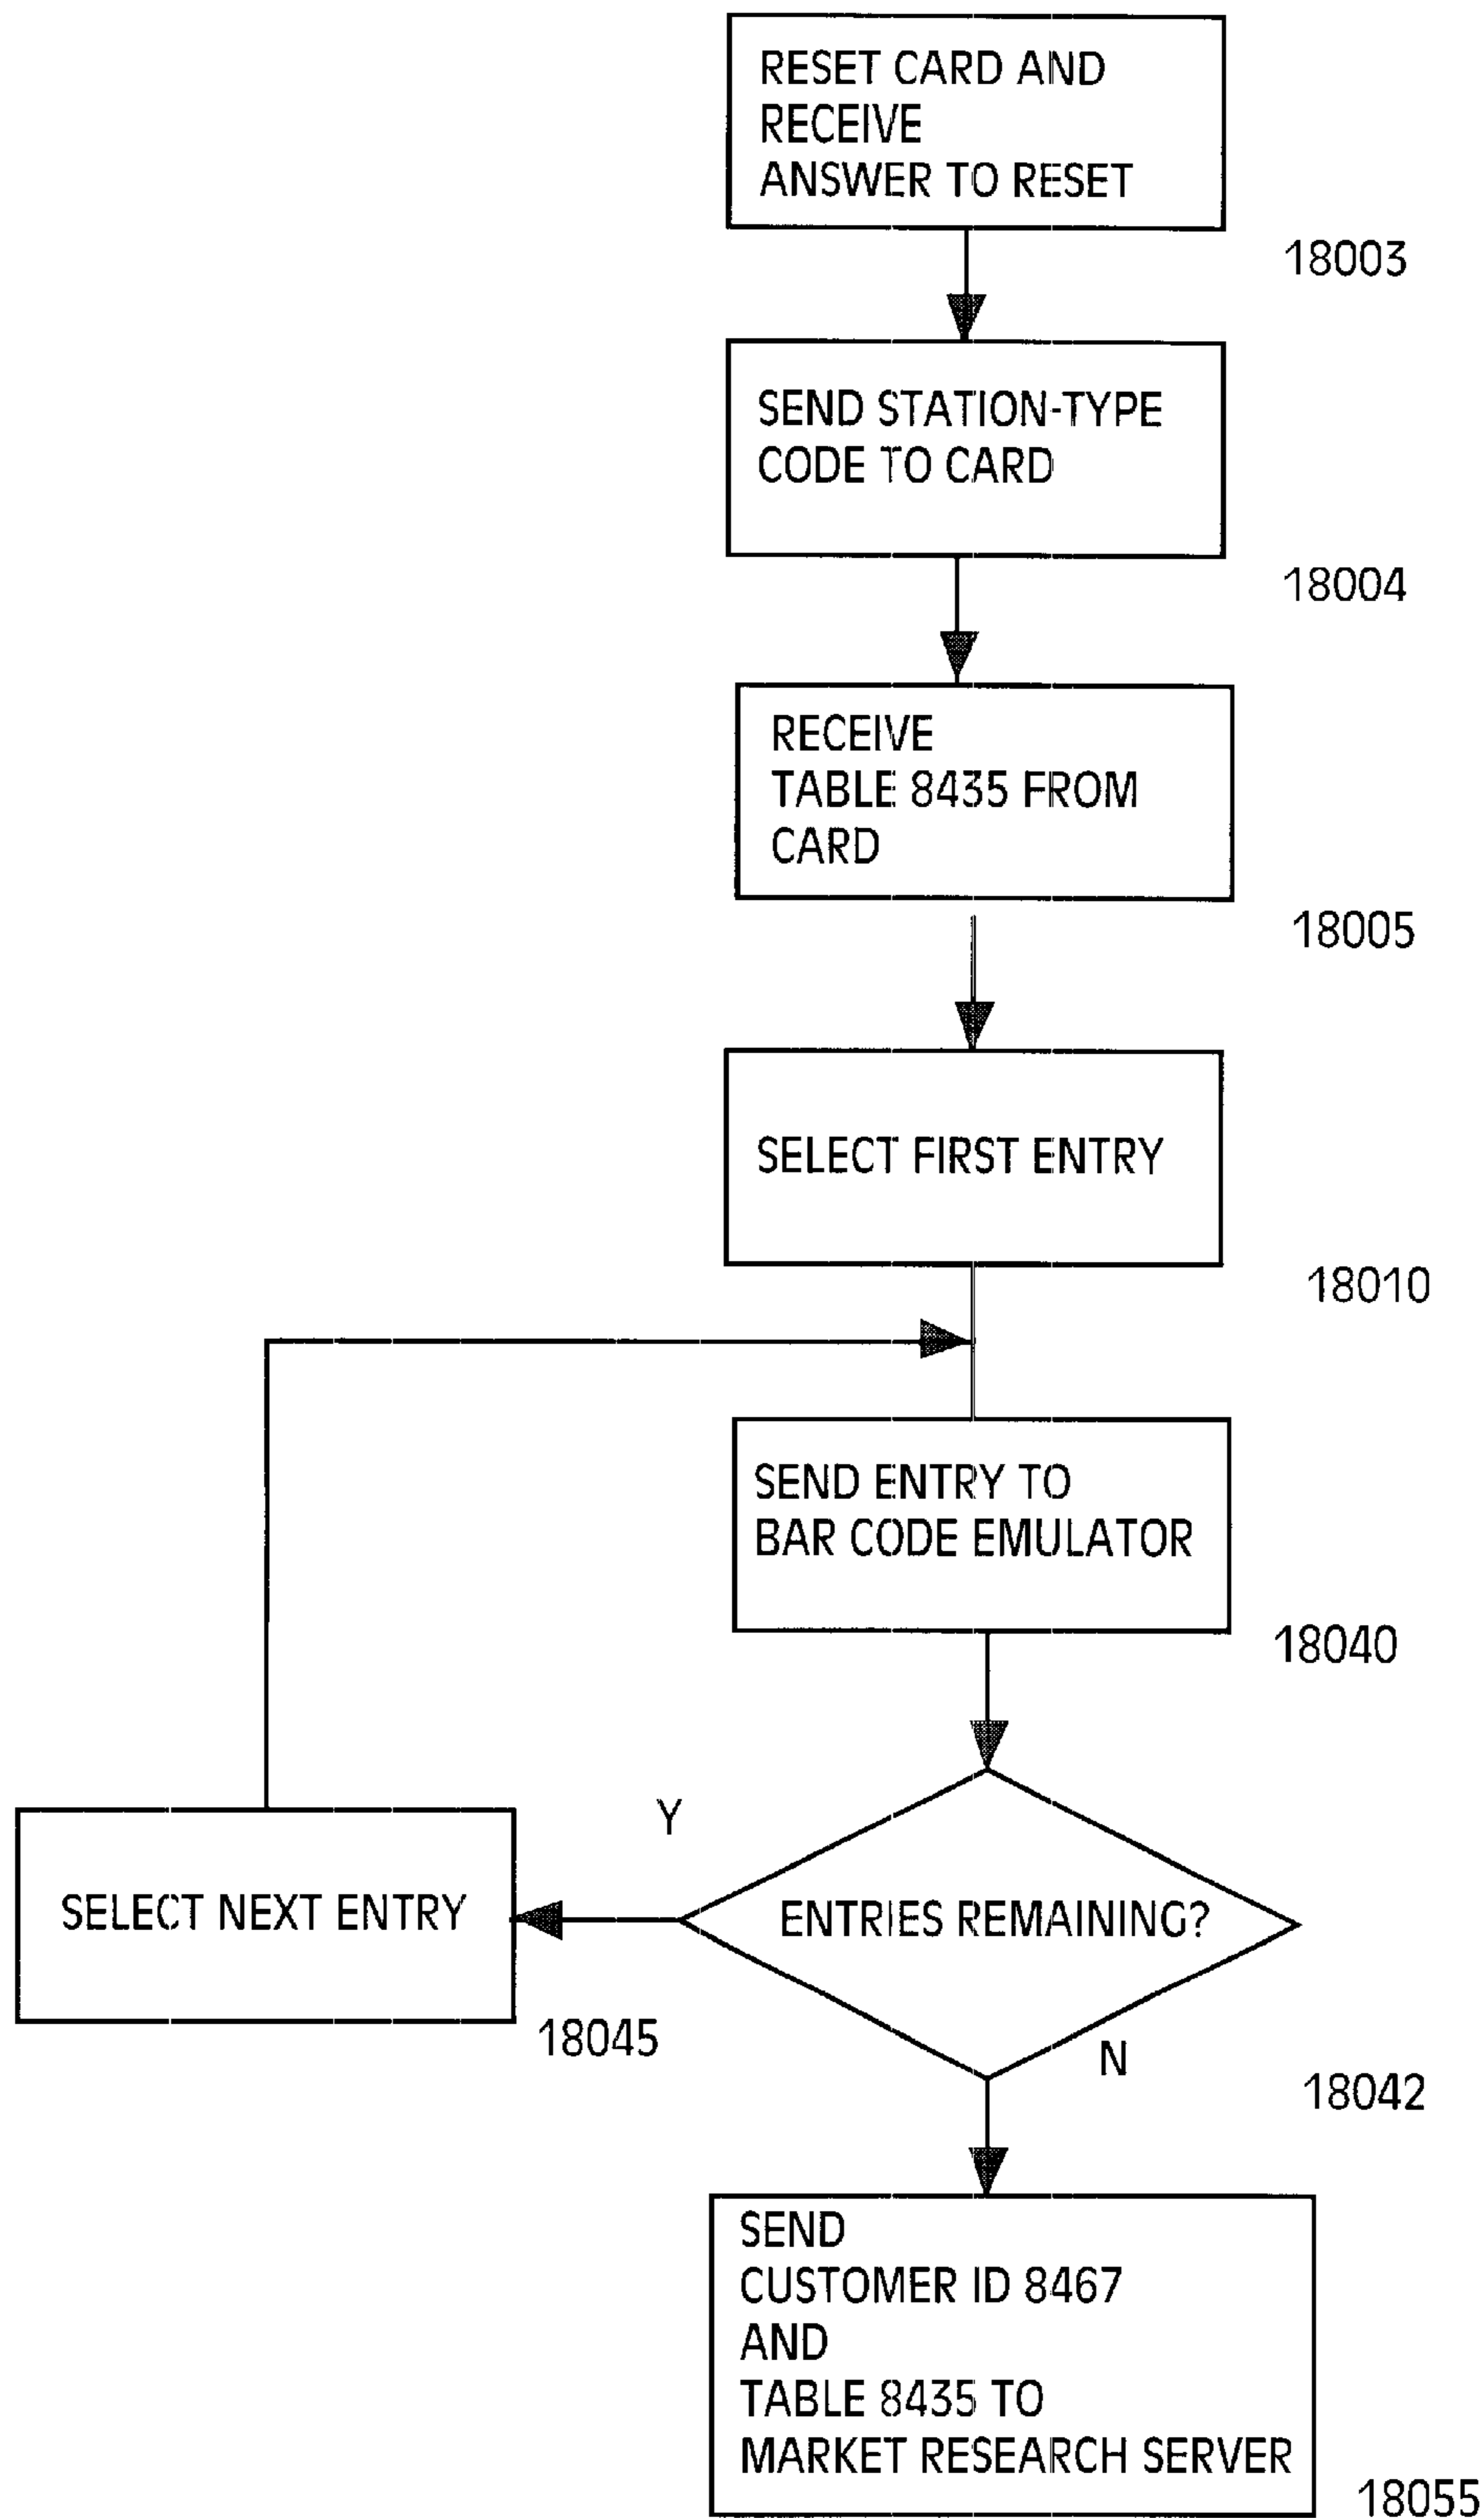 RESET CARD AND
RECEIVE
ANSWER TO RESET
18003
SEND STATION-TYPE
CODE TO CARD
18004
RECEIVE
TABLE 8435 FROM
CARD
18005
SELECT FIRST ENTRY
18010
SEND ENTRY TO
BAR CODE EMULATOR
18040
Y
SELECT NEXT ENTRY
ENTRIES REMAINING?
18045
N
18042
SEND
CUSTOMER ID 8467
AND
TABLE 8435 TO
MARKET RESEARCH SERVER
18055